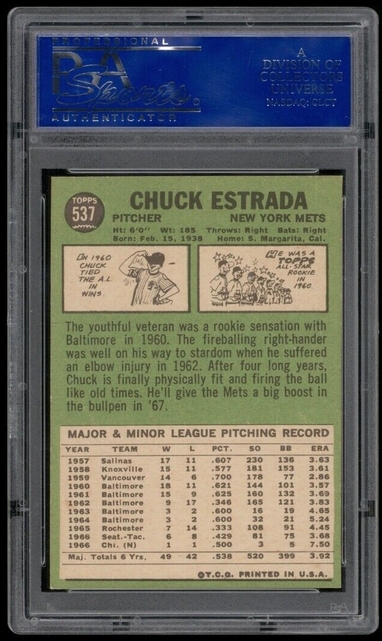 PROFESSIONAL
PSA
Sports
AUTHENTICATOR
A
DIVISION OF
COLLECTORS
UNIVERSE
NASDAQ: CLCT
TOPPS
537
CHUCK ESTRADA
PITCHER NEW YORK METS
Ht: 6'0" Wt: 185 Throws: Right Bats: Right
Born: Feb. 15, 1938 Home: S. Margarita, Cal.
IN 1960
CHUCK
TIED
THE A.L.
IN
WINS.
HE WAS A
TOPPS
ALL-STAR
ROOKIE
IN
1960.
The youthful veteran was a rookie sensation with
Baltimore in 1960. The fireballing right-hander
was well on his way to stardom when he suffered
an elbow injury in 1962. After four long years,
Chuck is finally physically fit and firing the ball
like old times. He'll give the Mets a big boost in
the bullpen in '67.
MAJOR & MINOR LEAGUE PITCHING RECORD
YEAR TEAM W L PCT. SO BB ERA
1957 Salinas 17 11 .607 230 136 3.63
1958 Knoxville 15 11 .577 181 153 3.61
1959 Vancouver 14 6 .700 178 77 2.86
1960 Baltimore 18 11 .621 144 101 3.57
1961 Baltimore 15 9 .625 160 132 3.69
1962 Baltimore 9 17 .346 165 121 3.83
1963 Baltimore 3 2 .600 16 19 4.65
1964 Baltimore 3 2 .600 32 21 5.24
1965 Rochester 7 14 .333 108 91 4.45
1966 Seat.-Tac. 6 8 .429 81 75 3.68
1966 Chi. (N) 1 1 .500 3 5 7.50
Maj. Totals 6 Yrs. 49 42 .538 520 399 3.92
©T.C.G. PRINTED IN U.S.A.